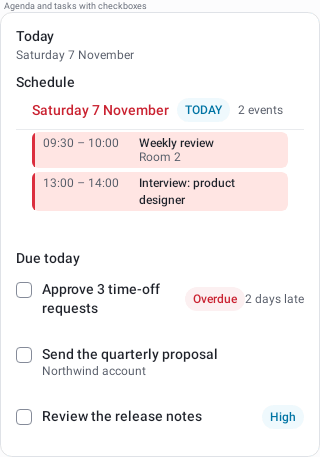 Agenda and tasks with checkboxes
Today
Saturday 7 November
Schedule
Saturday 7 November TODAY 2 events
09:30 – 10:00 Weekly review
Room 2
13:00 – 14:00 Interview: product
designer
Due today
Approve 3 time-off
requests
Overdue 2 days late
Send the quarterly proposal
Northwind account
Review the release notes High